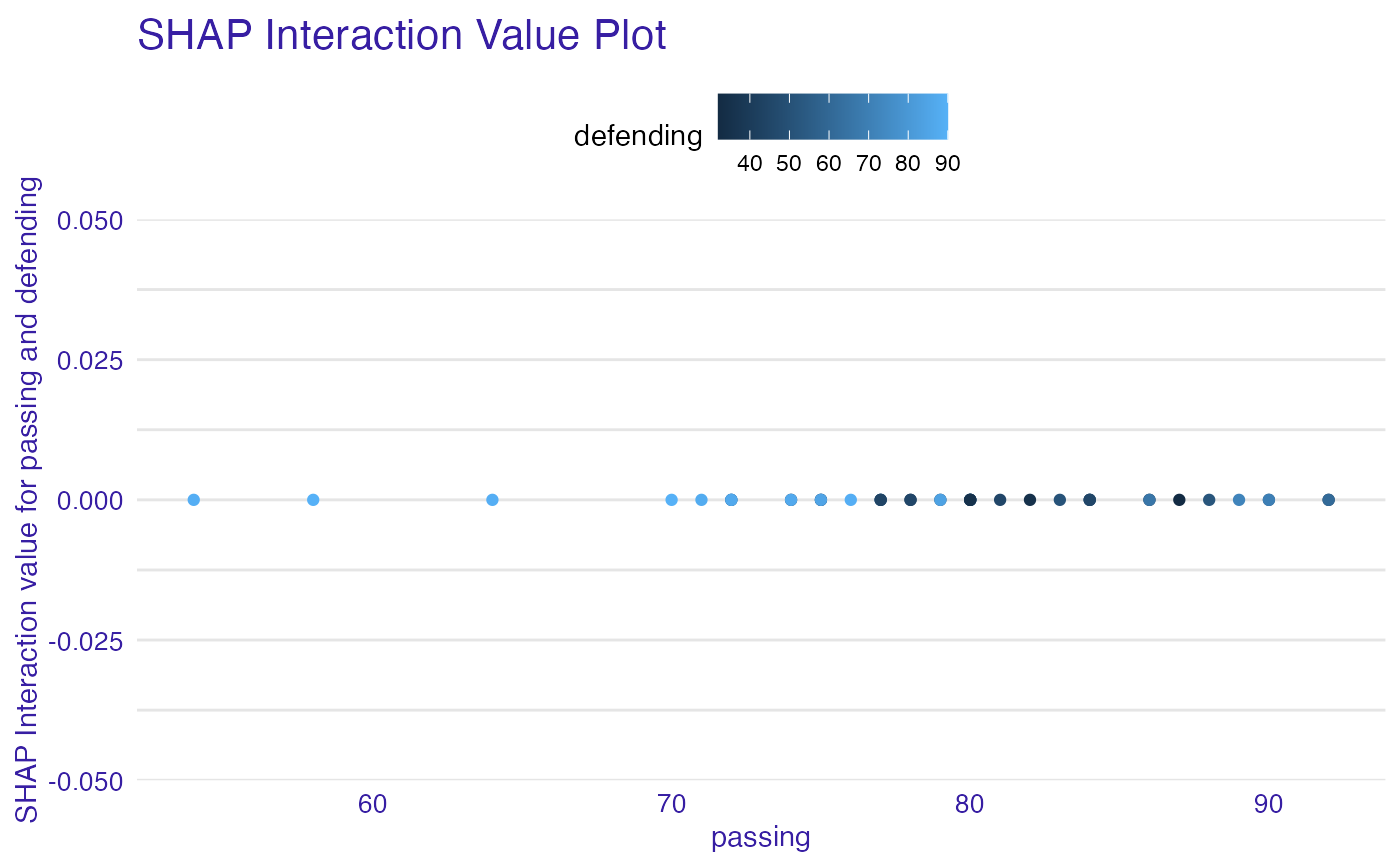 SHAP Interaction Value Plot
defending
40 50 60 70 80 90
SHAP Interaction value for passing and defending
0.050
0.025
0.000
-0.025
-0.050
60 70 80 90
passing